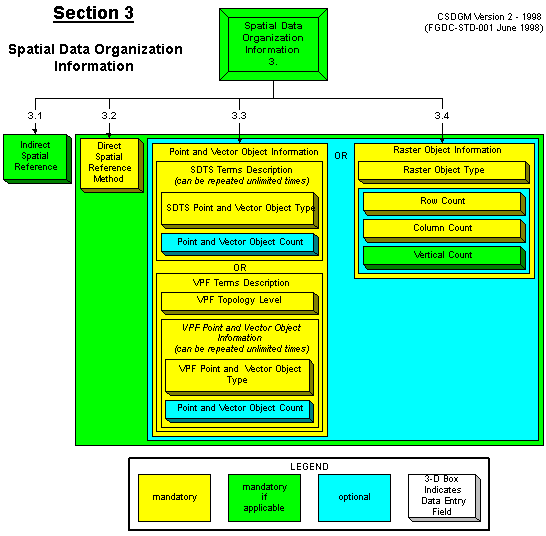 Section 3
Spatial Data Organization
Information
Spatial Data
Organization
Information
3.
CSDGM Version 2 - 1998
(FGDC-STD-001 June 1998)
3.1
3.2
3.3
3.4
Indirect
Spatial
Reference
Direct
Spatial
Reference
Method
Point and Vector Object Information
SDTS Terms Description
(can be repeated unlimited times)
SDTS Point and Vector Object Type
Point and Vector Object Count
OR
VPF Terms Description
VPF Topology Level
VPF Point and Vector Object
Information
(can be repeated unlimited times)
VPF Point and Vector Object
Type
Point and Vector Object Count
OR
Raster Object Information
Raster Object Type
Row Count
Column Count
Vertical Count
LEGEND
mandatory
mandatory
if
applicable
optional
3-D Box
Indicates
Data Entry
Field